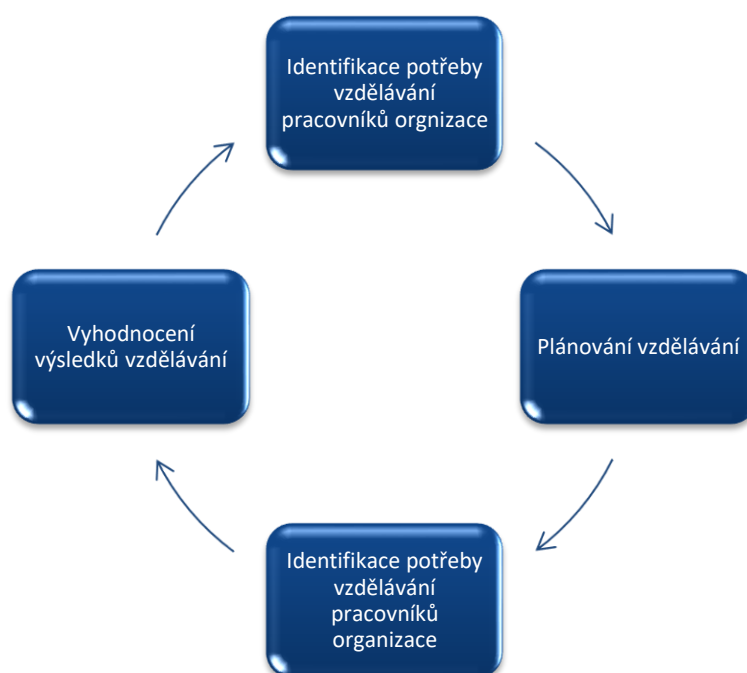 Identifikace potřeby
vzdělávání
pracovníků orgnizace
Vyhodnocení
výsledků vzdělávání
Plánování vzdělávání
Identifikace potřeby
vzdělávání
pracovníků
organizace